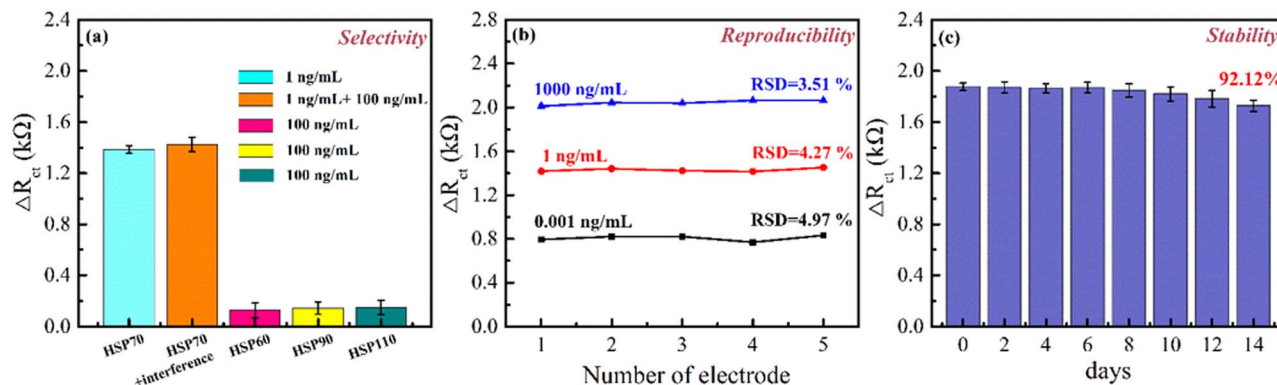 (a)
Selectivity
1 ng/mL
1 ng/mL+ 100 ng/mL
100 ng/mL
100 ng/mL
100 ng/mL
△Rct (kΩ)
2.4
2.0
1.6
1.2
0.8
0.4
0.0
HSP70
HSP70
+interference
HSP60
HSP90
HSP110
(b)
Reproducibility
1000 ng/mL
RSD=3.51 %
1 ng/mL
RSD=4.27 %
0.001 ng/mL
RSD=4.97 %
△Rct (kΩ)
2.8
2.4
2.0
1.6
1.2
0.8
0.4
0.0
1 2 3 4 5
Number of electrode
(c)
Stability
92.12%
△Rct (kΩ)
2.4
2.0
1.6
1.2
0.8
0.4
0.0
0 2 4 6 8 10 12 14
days